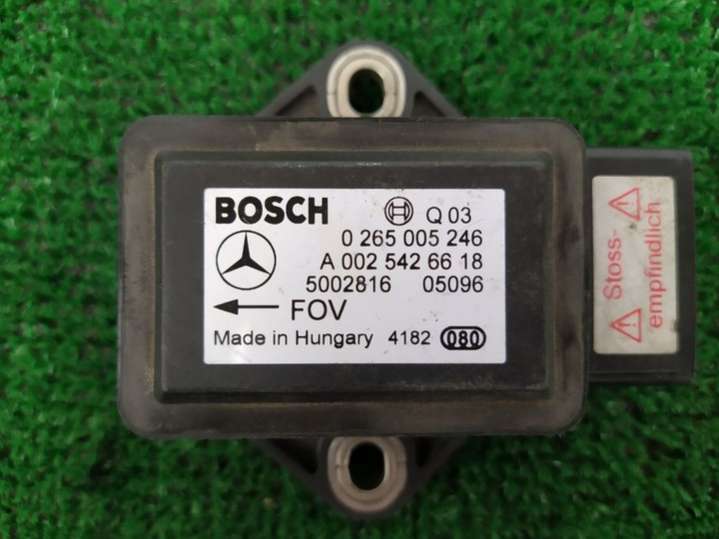 BOSCH Q 03
0 265 005 246
A 002 542 66 18
5002816 05096
FOV
Made in Hungary 4182 080
Stoss-
empfindlich